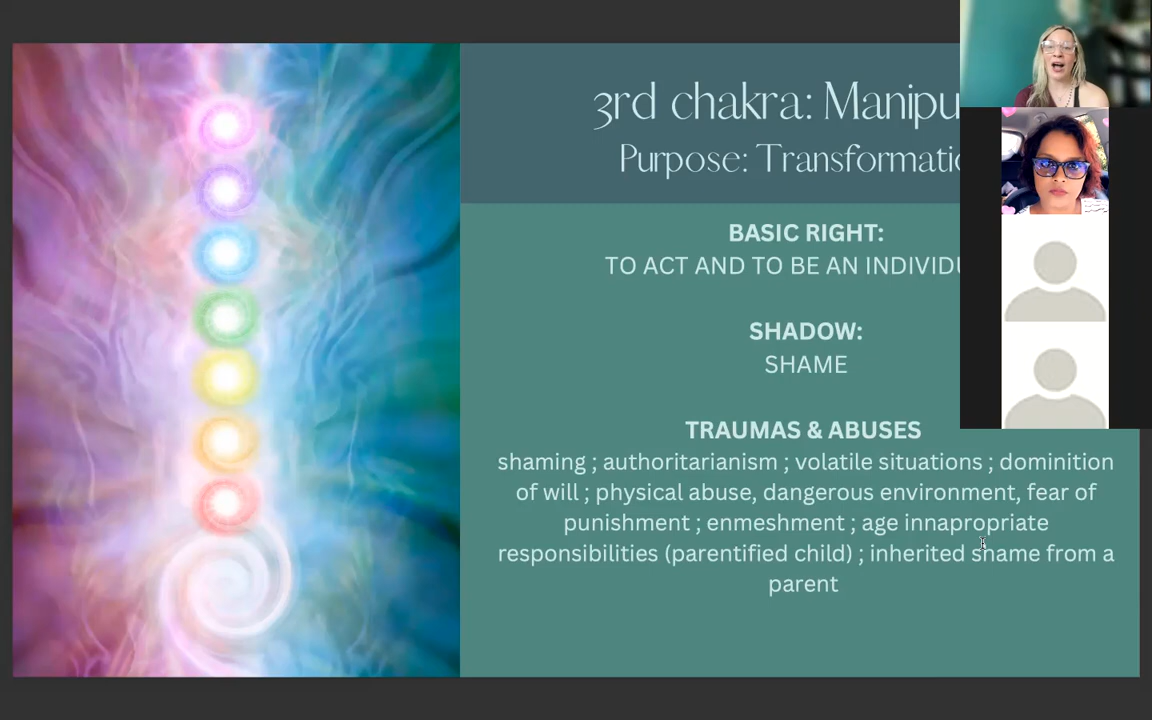 3rd chakra: Manipu
Purpose: Transformatio
BASIC RIGHT:
TO ACT AND TO BE AN INDIVIDU
SHADOW:
SHAME
TRAUMAS & ABUSES
shaming ; authoritarianism ; volatile situations ; dominition
of will ; physical abuse, dangerous environment, fear of
punishment ; enmeshment ; age innapropriate
responsibilities (parentified child) ; inherited shame from a
parent